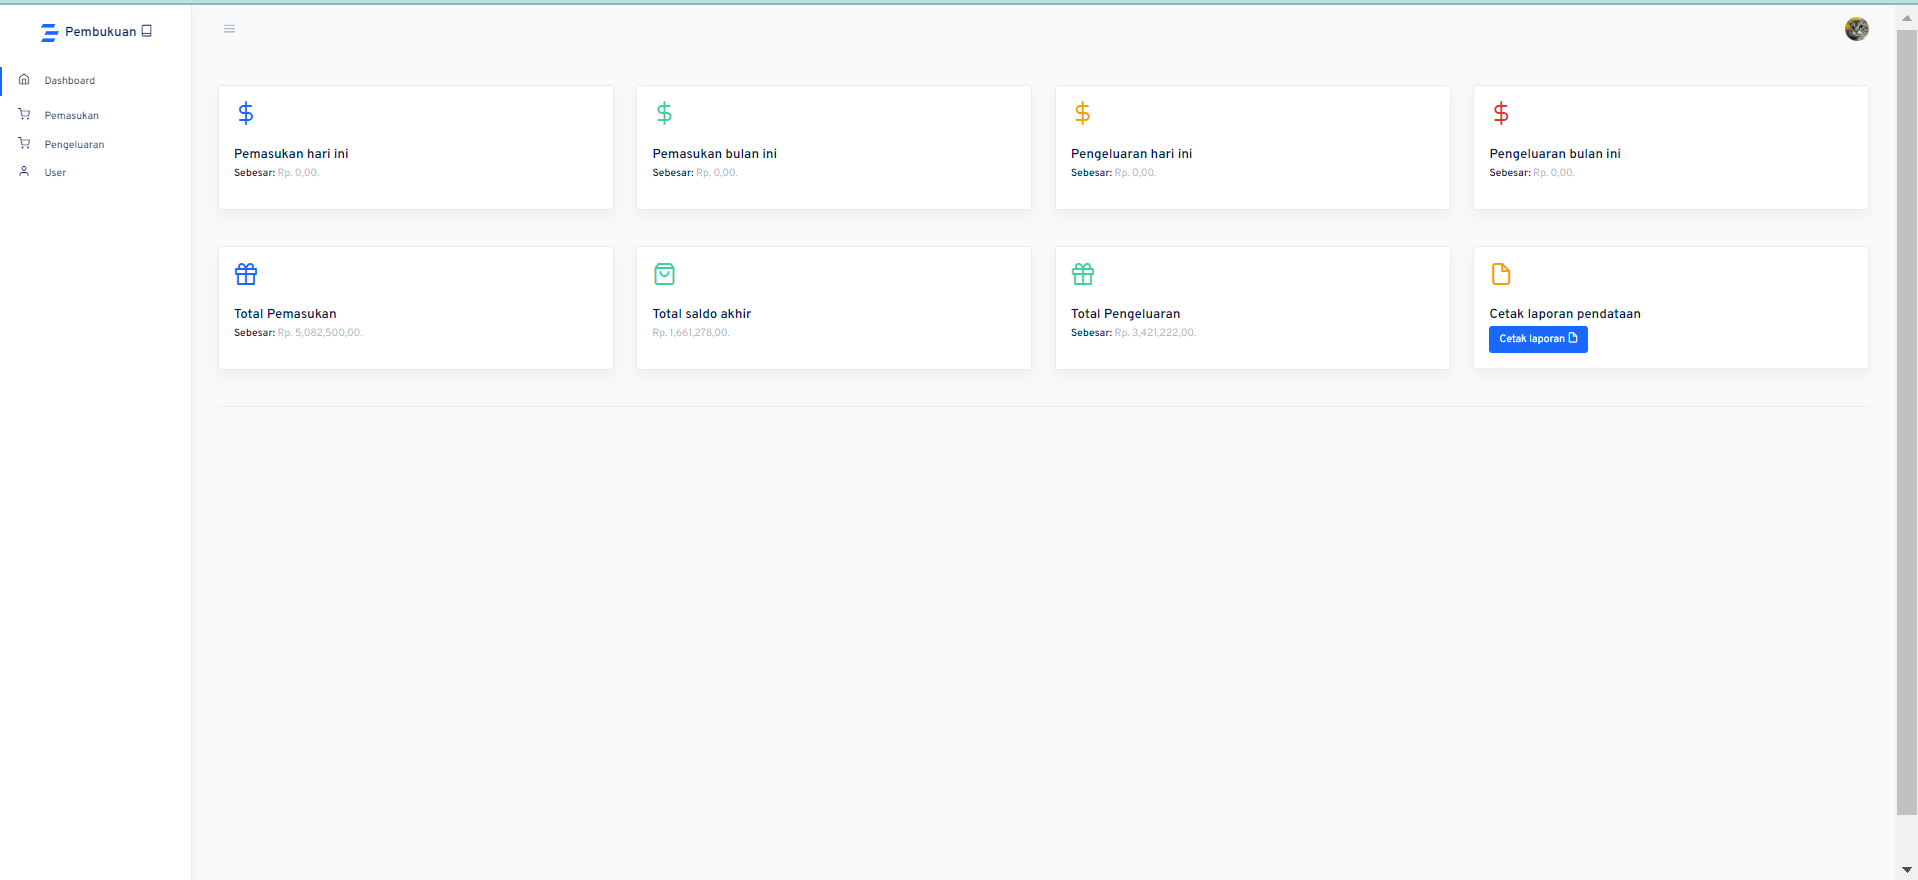 Pembukuan
Dashboard
Pemasukan
Pengeluaran
User
Pemasukan hari ini
Sebesar: Rp. 0,00.
Pemasukan bulan ini
Sebesar: Rp. 0,00.
Pengeluaran hari ini
Sebesar: Rp. 0,00.
Pengeluaran bulan ini
Sebesar: Rp. 0,00.
Total Pemasukan
Sebesar: Rp. 5,082,500,00.
Total saldo akhir
Rp. 1,661,278,00.
Total Pengeluaran
Sebesar: Rp. 3,421,222,00.
Cetak laporan pendataan
Cetak laporan